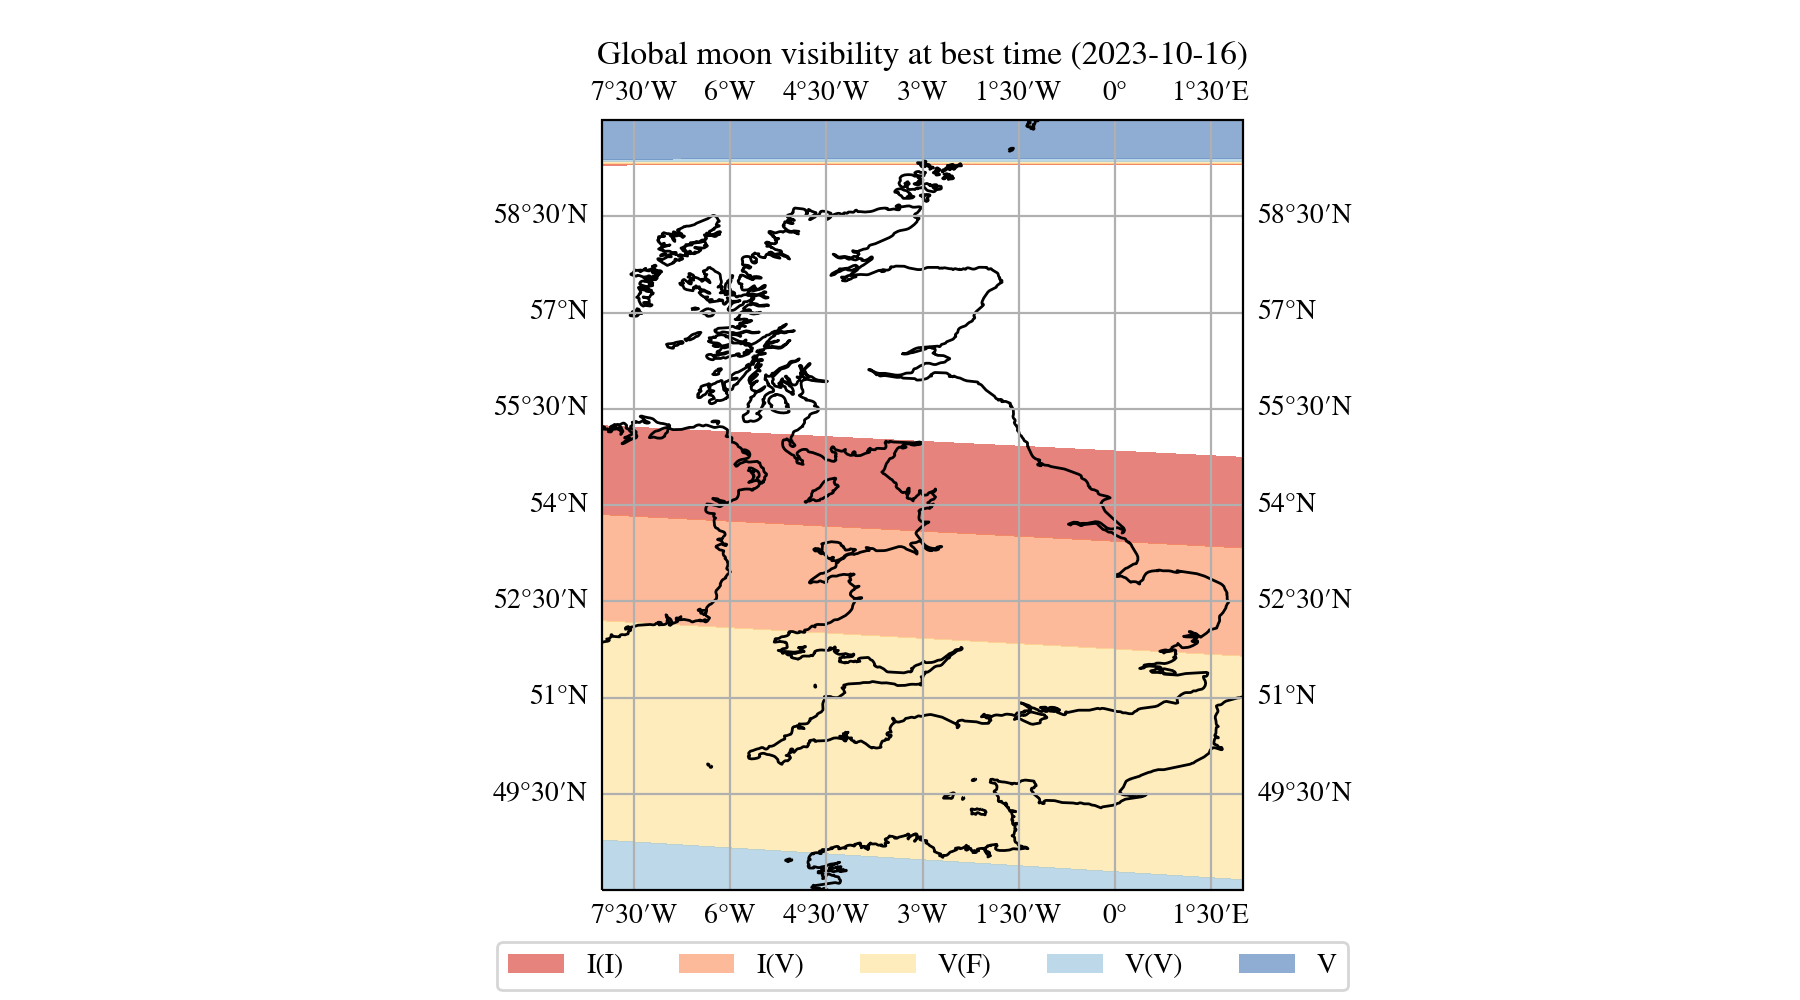 Global moon visibility at best time (2023-10-16)
7°30′W 6°W 4°30′W 3°W 1°30′W 0° 1°30′E
58°30′N 58°30′N
57°N 57°N
55°30′N 55°30′N
54°N 54°N
52°30′N 52°30′N
51°N 51°N
49°30′N 49°30′N
7°30′W 6°W 4°30′W 3°W 1°30′W 0° 1°30′E
I(I) I(V) V(F) V(V) V